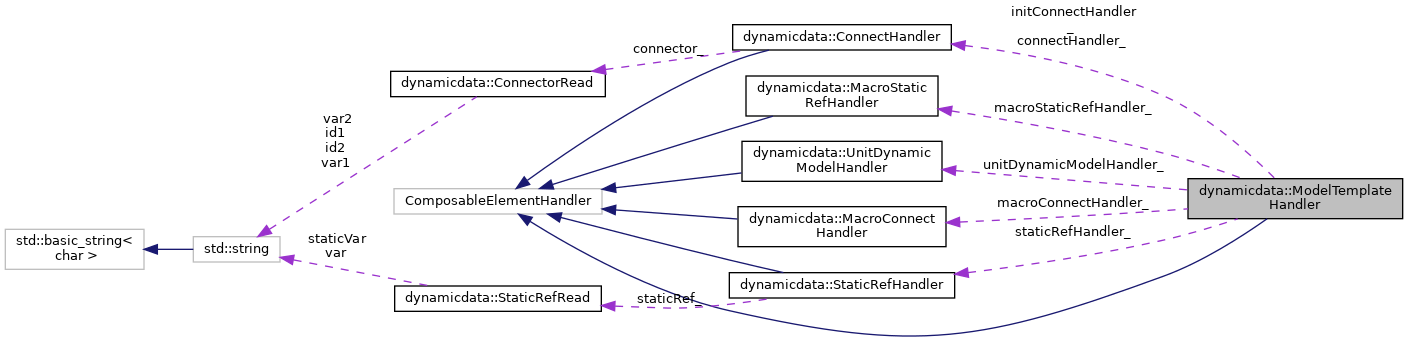 initConnectHandler
_
connectHandler_
dynamicdata::ConnectHandler
connector_
dynamicdata::ConnectorRead
dynamicdata::MacroStatic
RefHandler
macroStaticRefHandler_
var2
id1
id2
var1
dynamicdata::UnitDynamic
ModelHandler
unitDynamicModelHandler_
dynamicdata::ModelTemplate
Handler
ComposableElementHandler
macroConnectHandler_
dynamicdata::MacroConnect
Handler
staticRefHandler_
std::basic_string<
char >
std::string
staticVar
var
dynamicdata::StaticRefHandler
dynamicdata::StaticRefRead
staticRef_